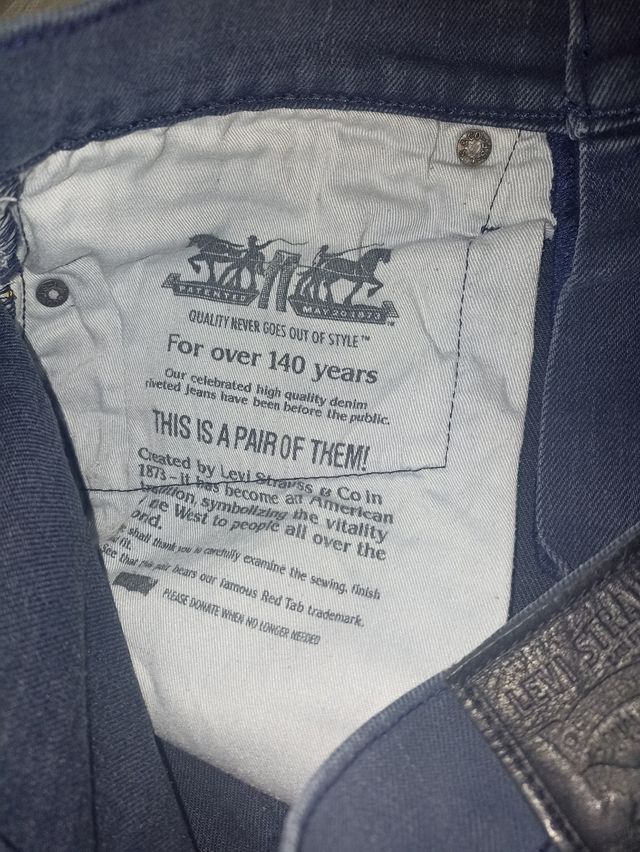 PATENTED
MAY 20 1873
QUALITY NEVER GOES OUT OF STYLE™
For over 140 years
Our celebrated high quality denim
riveted Jeans have been before the public.
THIS IS A PAIR OF THEM!
Created by Levi Strauss & Co in
1873 - it has become an American
symbolizing the vitality
the West to people all over the
shall thank you to carefully examine the sewing, finish
fit.
See that this pair bears our famous Red Tab trademark.
PLEASE DONATE WHEN NO LONGER NEEDED
LEVI STR